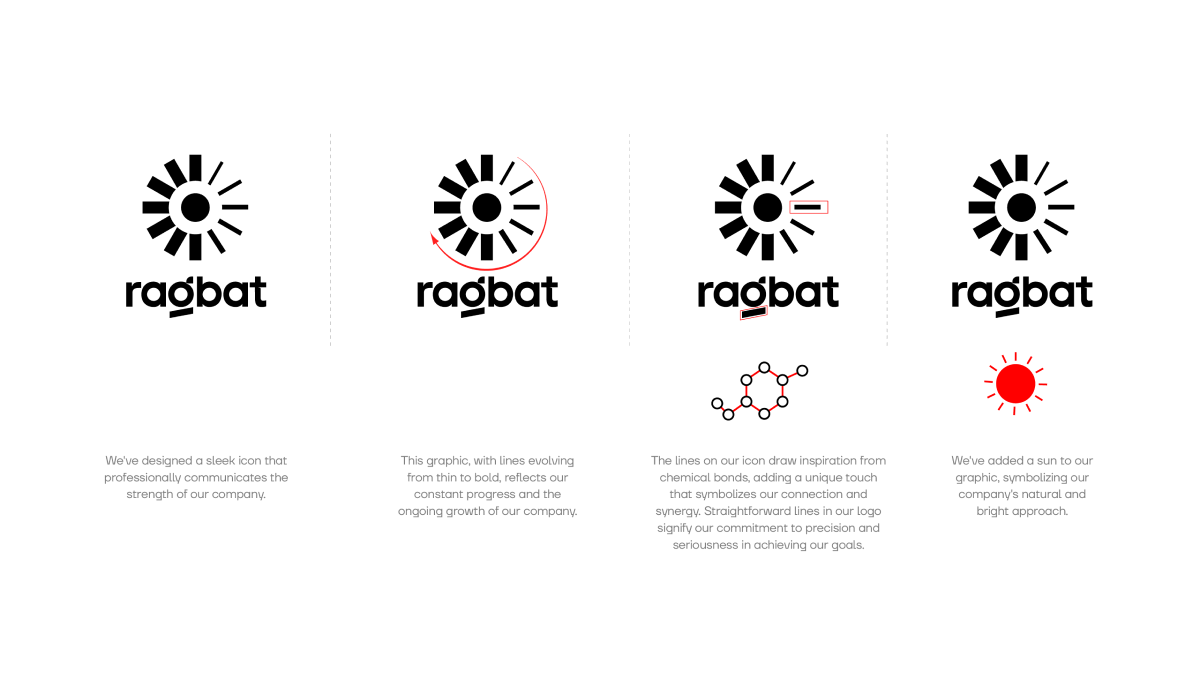 ragbat
We've designed a sleek icon that
professionally communicates the
strength of our company.
ragbat
This graphic, with lines evolving
from thin to bold, reflects our
constant progress and the
ongoing growth of our company.
ragbat
The lines on our icon draw inspiration from
chemical bonds, adding a unique touch
that symbolizes our connection and
synergy. Straightforward lines in our logo
signify our commitment to precision and
seriousness in achieving our goals.
ragbat
We've added a sun to our
graphic, symbolizing our
company's natural and
bright approach.